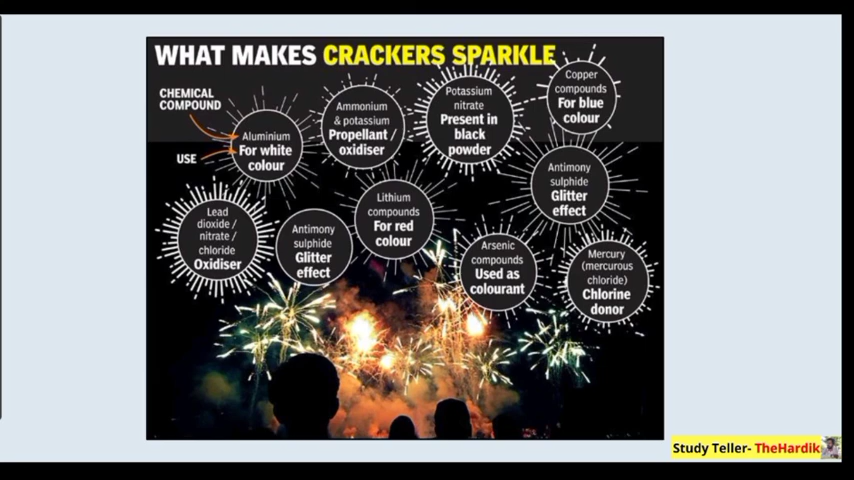 WHAT MAKES CRACKERS SPARKLE
CHEMICAL
COMPOUND
USE
Aluminium
For white
colour
Ammonium
& potassium
Propellant /
oxidiser
Potassium
nitrate
Present in
black
powder
Copper
compounds
For blue
colour
Antimony
sulphide
Glitter
effect
Lead
dioxide /
nitrate /
chloride
Oxidiser
Antimony
sulphide
Glitter
effect
Lithium
compounds
For red
colour
Arsenic
compounds
Used as
colourant
Mercury
(mercurous
chloride)
Chlorine
donor
Study Teller- TheHardik